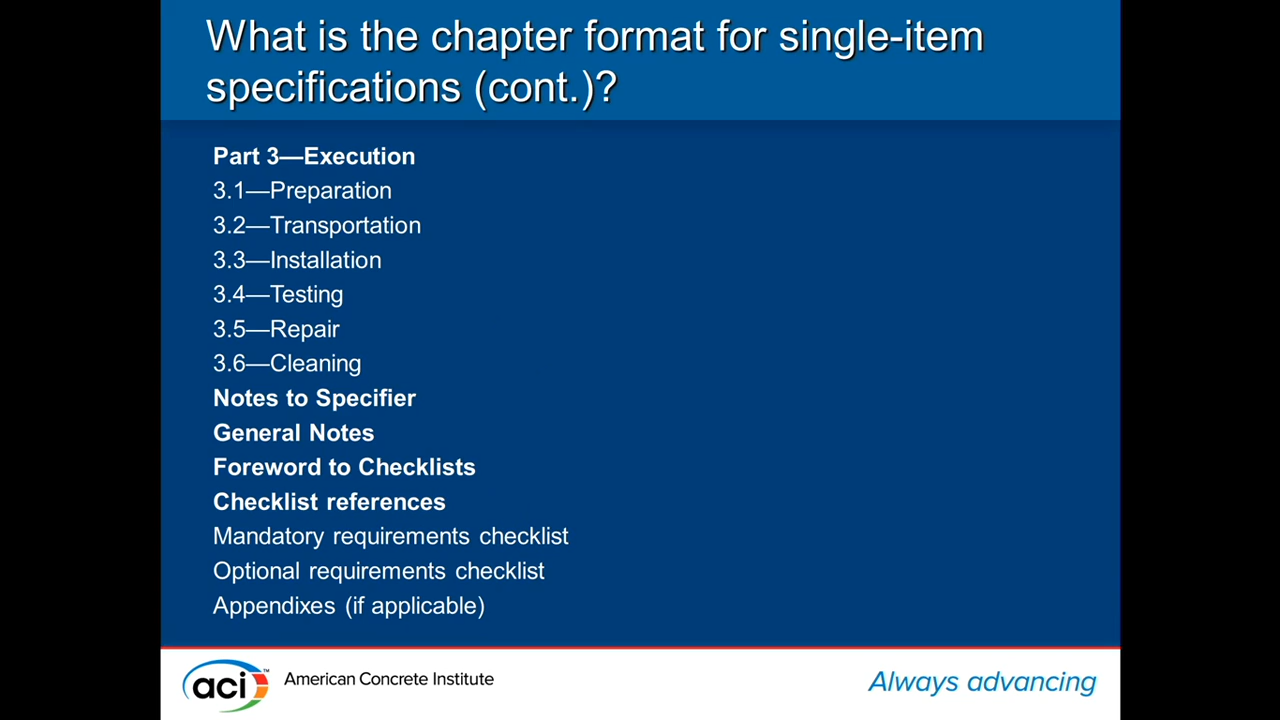 What is the chapter format for single-item
specifications (cont.)?
Part 3—Execution
3.1—Preparation
3.2—Transportation
3.3—Installation
3.4—Testing
3.5—Repair
3.6—Cleaning
Notes to Specifier
General Notes
Foreword to Checklists
Checklist references
Mandatory requirements checklist
Optional requirements checklist
Appendixes (if applicable)
aci™ American Concrete Institute
Always advancing